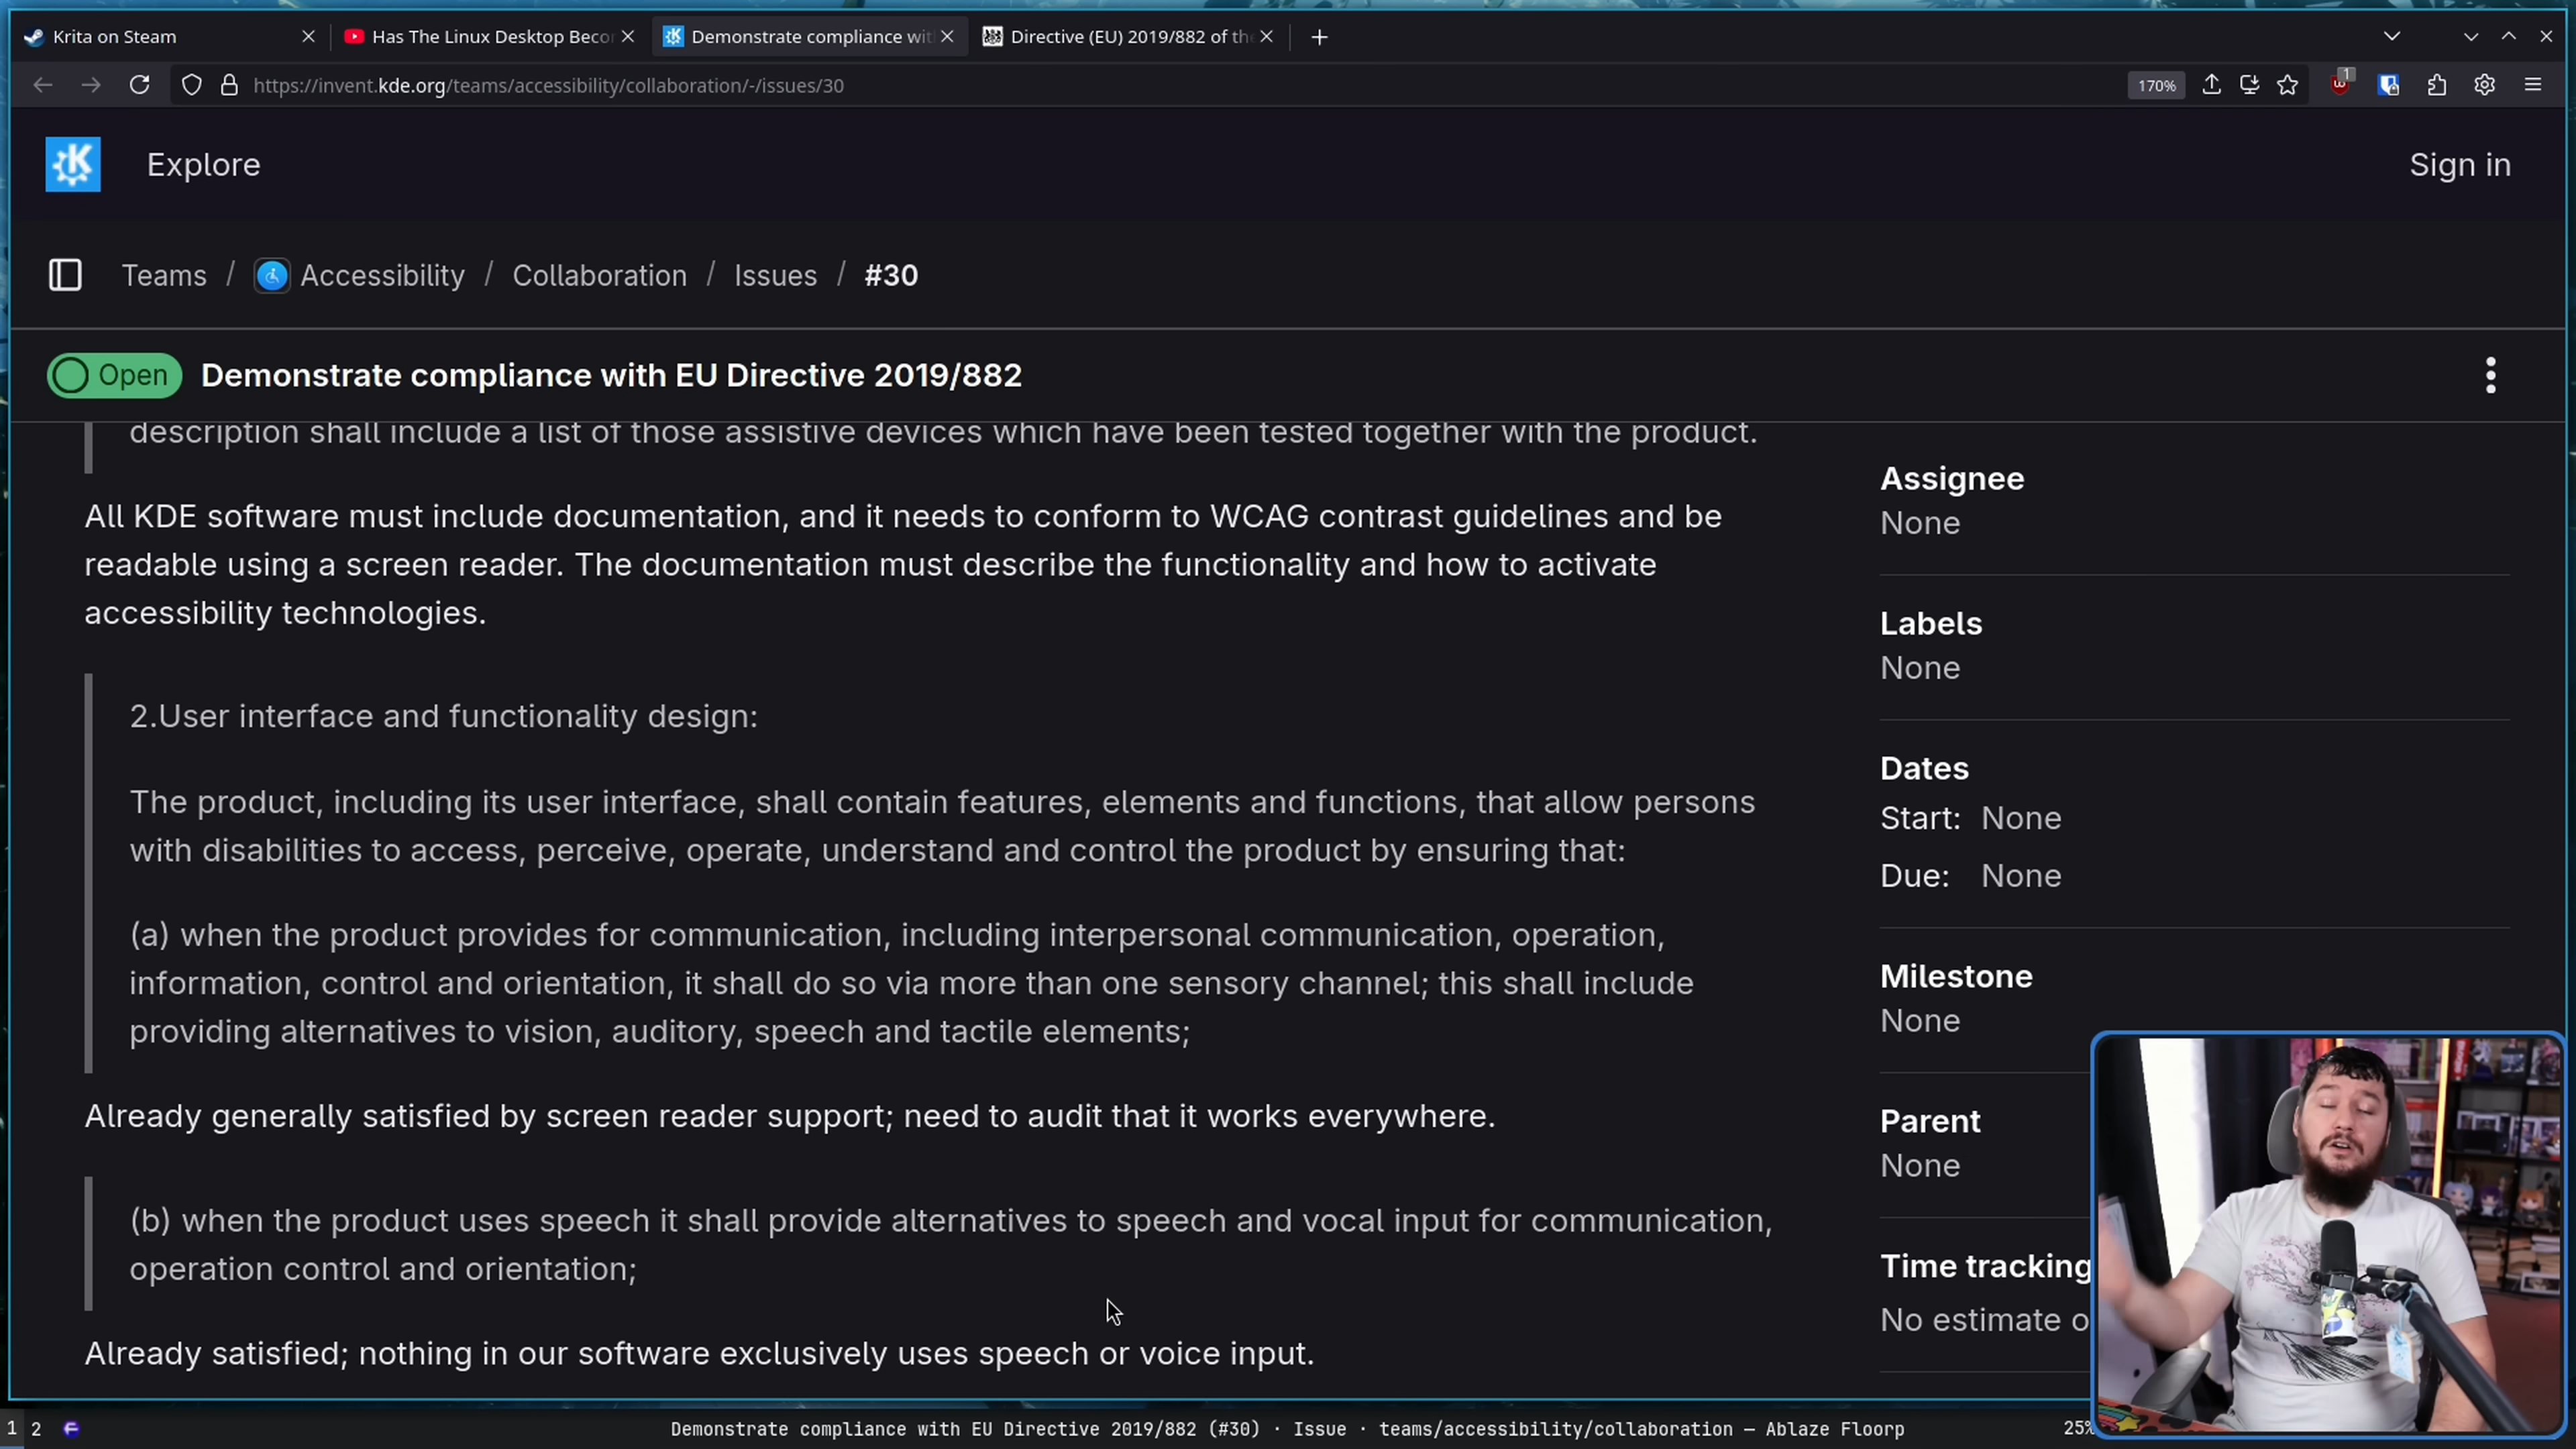 Krita on Steam
Has The Linux Desktop Becor
Demonstrate compliance wit
Directive (EU) 2019/882 of the
https://invent.kde.org/teams/accessibility/collaboration/-/issues/30
170%
1
Explore
Sign in
Teams / Accessibility / Collaboration / Issues / #30
Open Demonstrate compliance with EU Directive 2019/882
description shall include a list of those assistive devices which have been tested together with the product.
All KDE software must include documentation, and it needs to conform to WCAG contrast guidelines and be
readable using a screen reader. The documentation must describe the functionality and how to activate
accessibility technologies.
2.User interface and functionality design:
The product, including its user interface, shall contain features, elements and functions, that allow persons
with disabilities to access, perceive, operate, understand and control the product by ensuring that:
(a) when the product provides for communication, including interpersonal communication, operation,
information, control and orientation, it shall do so via more than one sensory channel; this shall include
providing alternatives to vision, auditory, speech and tactile elements;
Already generally satisfied by screen reader support; need to audit that it works everywhere.
(b) when the product uses speech it shall provide alternatives to speech and vocal input for communication,
operation control and orientation;
Already satisfied; nothing in our software exclusively uses speech or voice input.
Assignee
None
Labels
None
Dates
Start: None
Due: None
Milestone
None
Parent
None
Time tracking
No estimate o
1 2
Demonstrate compliance with EU Directive 2019/882 (#30) · Issue · teams/accessibility/collaboration — Ablaze Floorp
25%